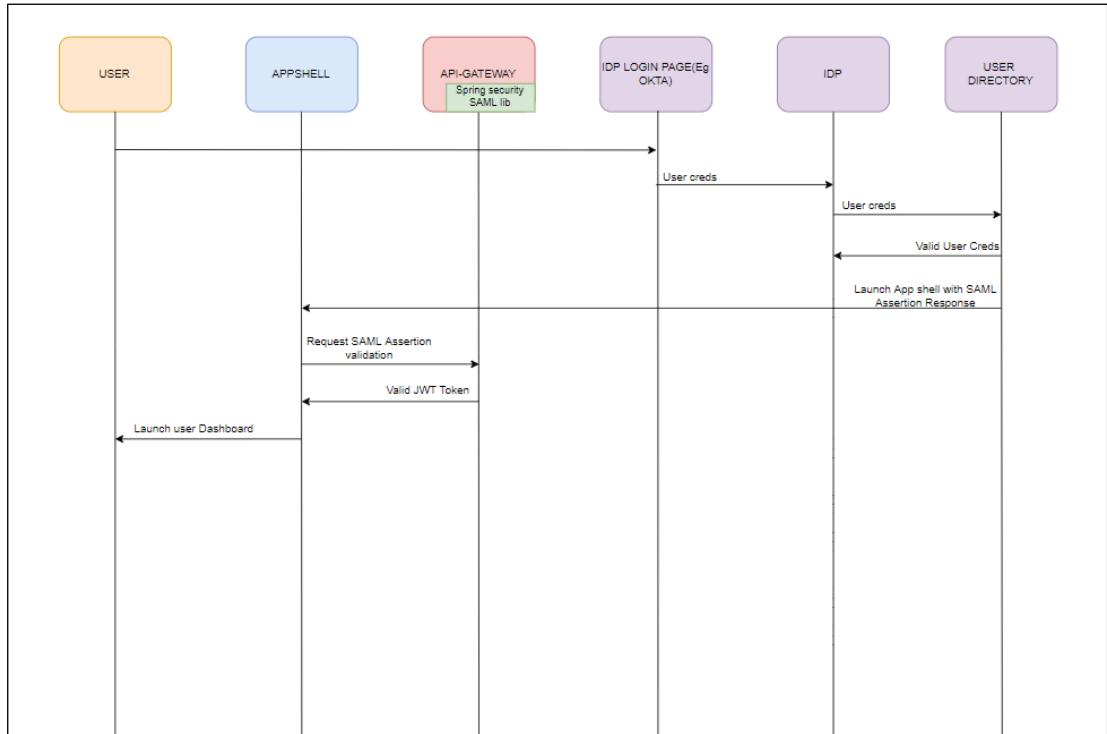 USER
APPSHELL
API-GATEWAY
Spring security
SAML lib
IDP LOGIN PAGE(Eg
OKTA)
IDP
USER
DIRECTORY
User creds
User creds
Valid User Creds
Launch App shell with SAML
Assertion Response
Request SAML Assertion
validation
Valid JWT Token
Launch user Dashboard